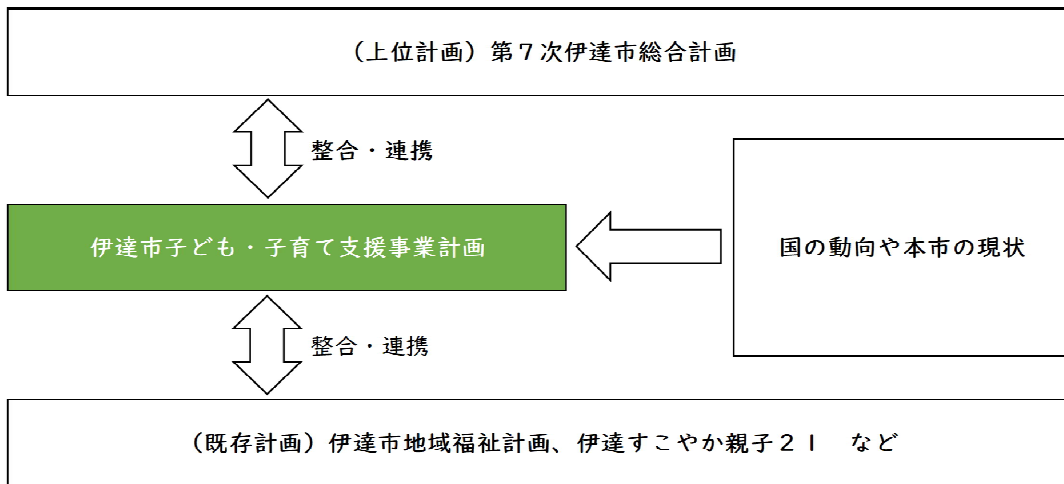 （上位計画）第７次伊達市総合計画
整合・連携
伊達市子ども・子育て支援事業計画
国の動向や本市の現状
整合・連携
（既存計画）伊達市地域福祉計画、伊達すこやか親子２１　など